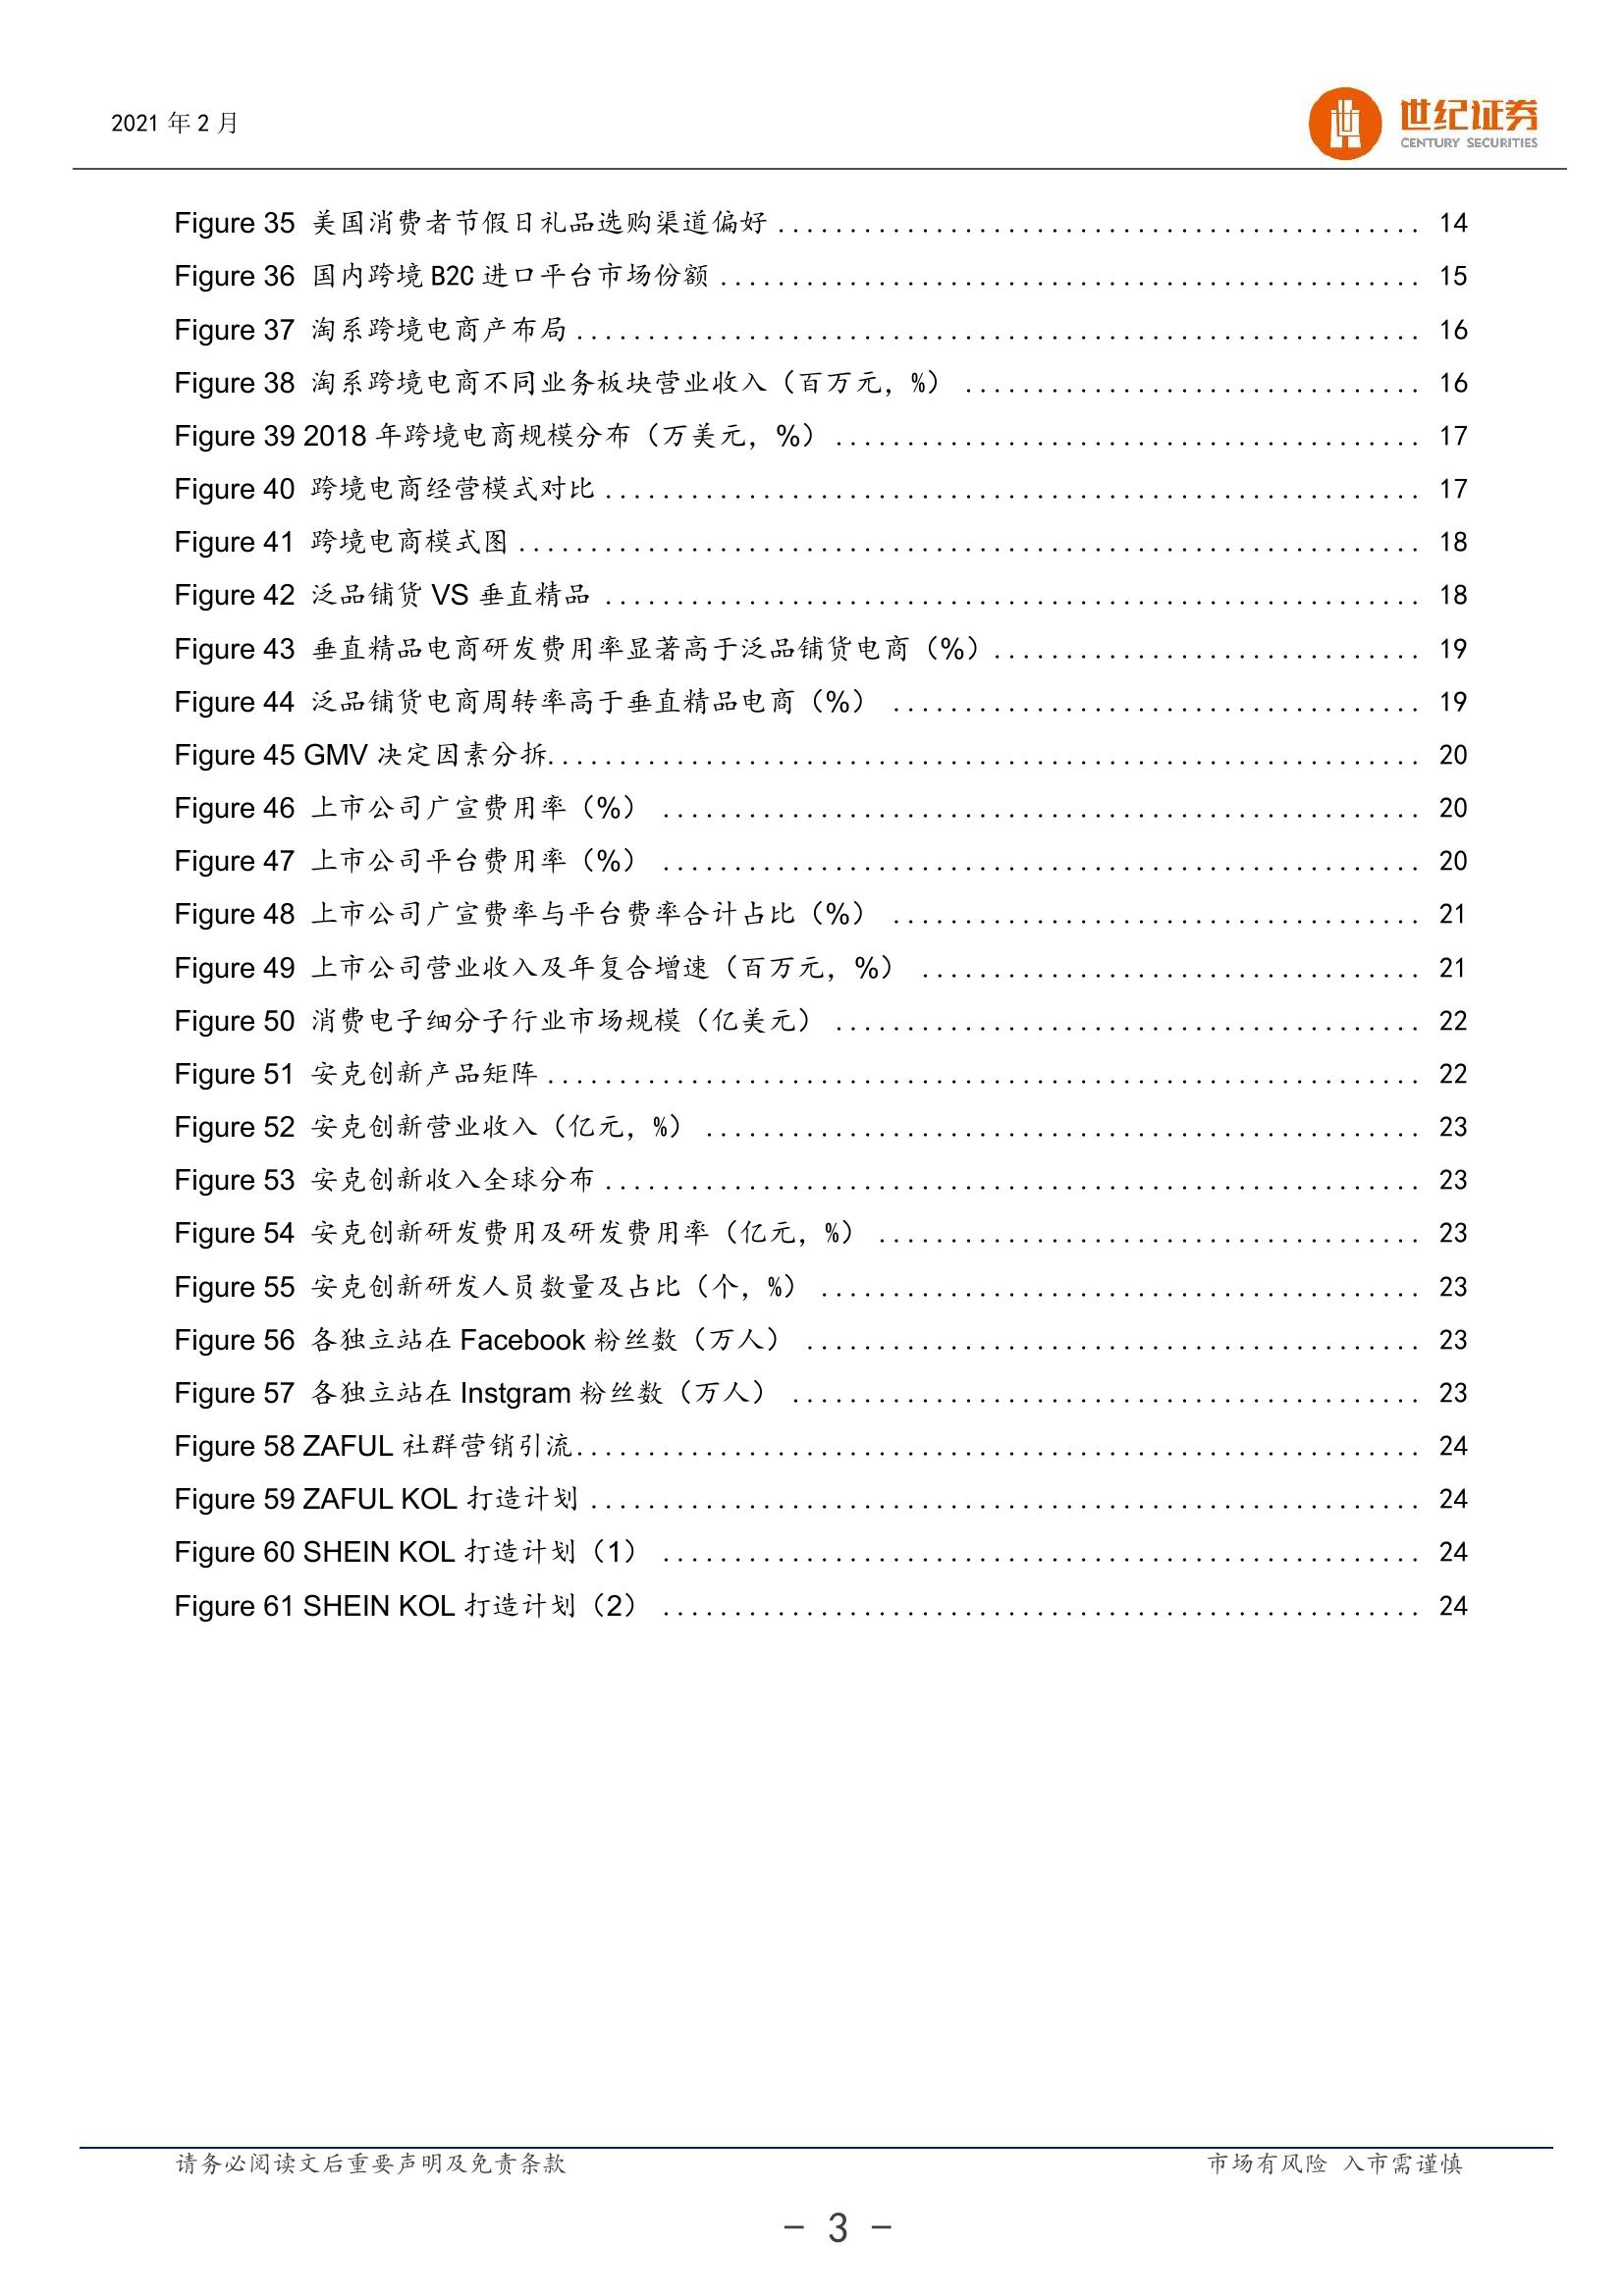 2021 年 2 月
世纪证券
CENTURY SECURITIES
Figure 35 美国消费者节假日礼品选购渠道偏好 ............................................. 14
Figure 36 国内跨境 B2C 进口平台市场份额 ................................................. 15
Figure 37 淘系跨境电商产布局 ........................................................... 16
Figure 38 淘系跨境电商不同业务板块营业收入（百万元，%） ................................ 16
Figure 39 2018 年跨境电商规模分布（万美元，%） ......................................... 17
Figure 40 跨境电商经营模式对比 ......................................................... 17
Figure 41 跨境电商模式图 ............................................................... 18
Figure 42 泛品铺货 VS 垂直精品 ......................................................... 18
Figure 43 垂直精品电商研发费用率显著高于泛品铺货电商（%） .............................. 19
Figure 44 泛品铺货电商周转率高于垂直精品电商（%） ..................................... 19
Figure 45 GMV 决定因素分拆 ............................................................. 20
Figure 46 上市公司广宣费用率（%） ..................................................... 20
Figure 47 上市公司平台费用率（%） ..................................................... 20
Figure 48 上市公司广宣费率与平台费率合计占比（%） ..................................... 21
Figure 49 上市公司营业收入及年复合增速（百万元，%） ................................... 21
Figure 50 消费电子细分子行业市场规模（亿美元） ......................................... 22
Figure 51 安克创新产品矩阵 ............................................................. 22
Figure 52 安克创新营业收入（亿元，%） .................................................. 23
Figure 53 安克创新收入全球分布 ......................................................... 23
Figure 54 安克创新研发费用及研发费用率（亿元，%） ...................................... 23
Figure 55 安克创新研发人员数量及占比（个，%） .......................................... 23
Figure 56 各独立站在 Facebook 粉丝数（万人） ........................................... 23
Figure 57 各独立站在 Instgram 粉丝数（万人） ............................................ 23
Figure 58 ZAFUL 社群营销引流 ........................................................... 24
Figure 59 ZAFUL KOL 打造计划 .......................................................... 24
Figure 60 SHEIN KOL 打造计划（1） ..................................................... 24
Figure 61 SHEIN KOL 打造计划（2） ..................................................... 24
请务必阅读文后重要声明及免责条款 市场有风险 入市需谨慎
- 3 -